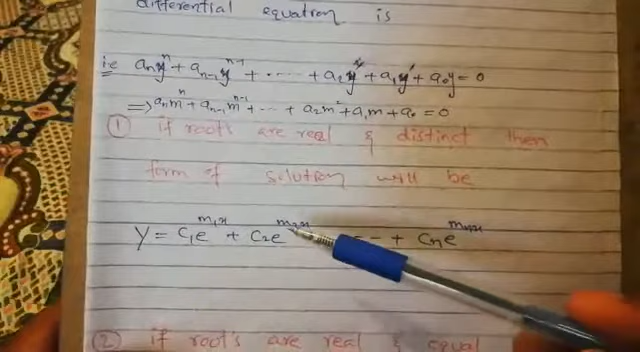 differential equation is
ie aₙyⁿ + aₙ₋₁yⁿ⁻¹ + ---- + a₂y'' + a₁y' + a₀y = 0
⇒ aₙmⁿ + aₙ₋₁mⁿ⁻¹ + -- + a₂m² + a₁m + a₀ = 0
① if root's are real & distinct then
form of solution will be
y = c₁e^m₁x + c₂e^m₂x -- + cₙe^mₙx
② if root's are real & equal